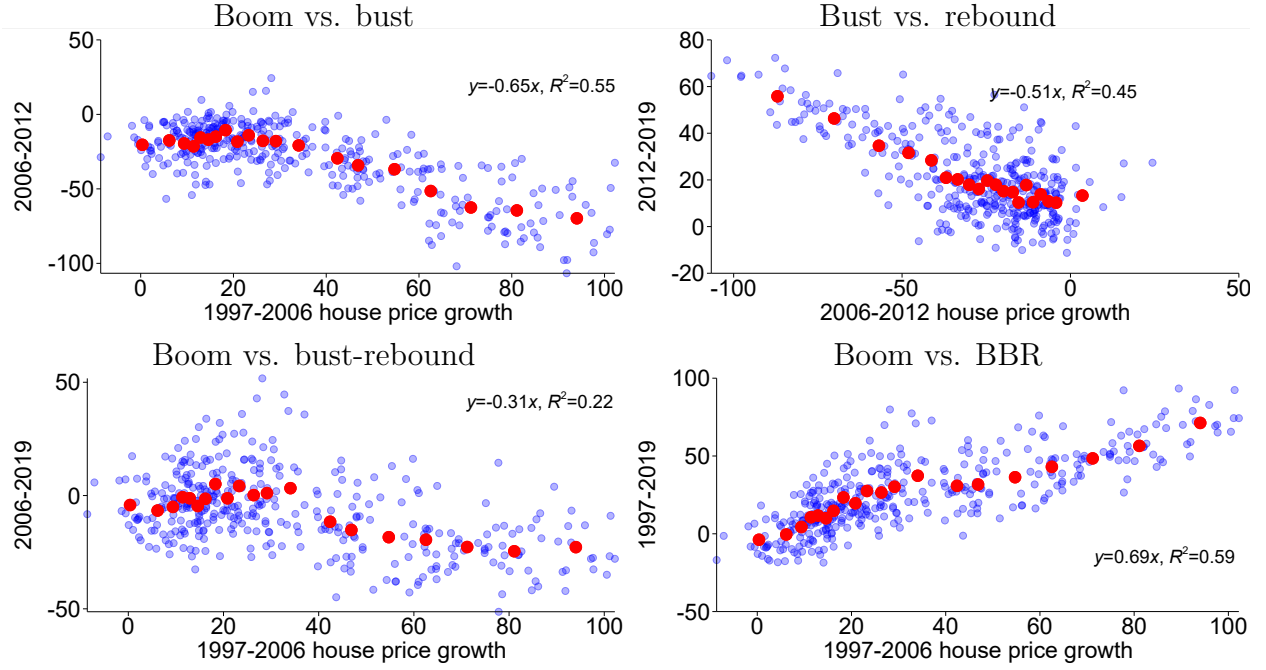 Boom vs. bust
50
0
-50
-100
2006-2012
y=-0.65x, R²=0.55
0 20 40 60 80 100
1997-2006 house price growth
Bust vs. rebound
80
60
40
20
0
-20
2012-2019
y=-0.51x, R²=0.45
-100 -50 0 50
2006-2012 house price growth
Boom vs. bust-rebound
50
0
-50
2006-2019
y=-0.31x, R²=0.22
0 20 40 60 80 100
1997-2006 house price growth
Boom vs. BBR
100
50
0
-50
1997-2019
y=0.69x, R²=0.59
0 20 40 60 80 100
1997-2006 house price growth